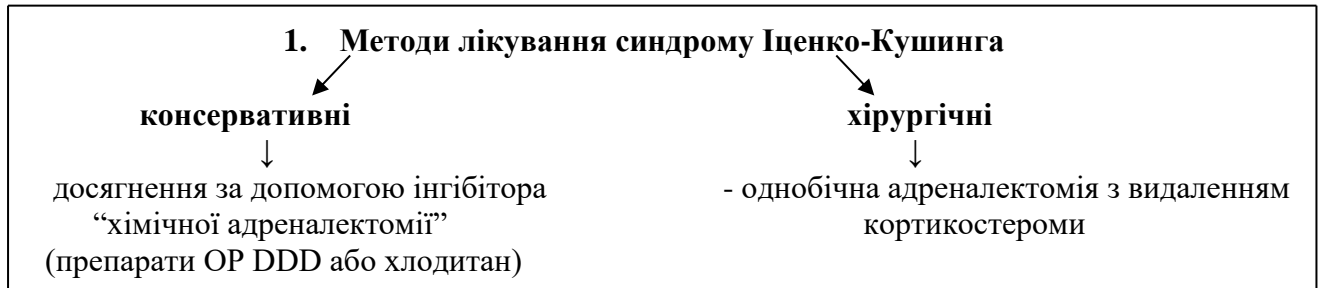 1. Методи лікування синдрому Іценко-Кушинга
консервативні
хірургічні
↓
↓
досягнення за допомогою інгібітора
“хімічної адреналектомії”
(препарати ОР DDD або хлодитан)
- однобічна адреналектомія з видаленням
кортикостероми